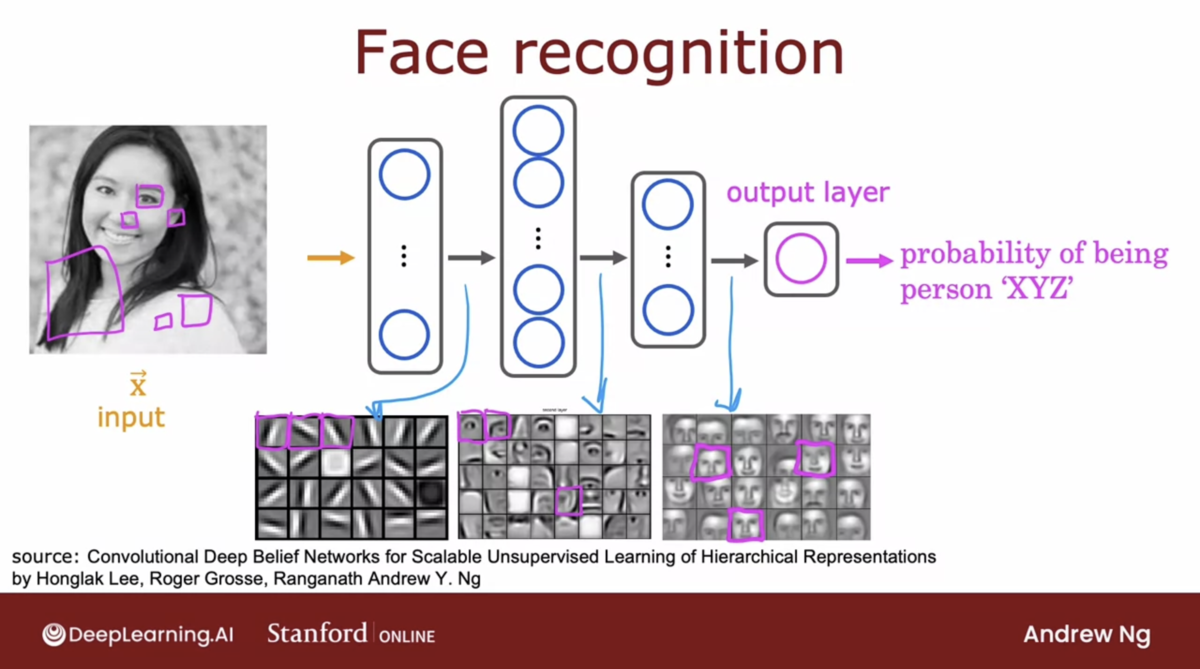 Face recognition
output layer
probability of being
person ‘XYZ’
x
input
second layer
source: Convolutional Deep Belief Networks for Scalable Unsupervised Learning of Hierarchical Representations
by Honglak Lee, Roger Grosse, Ranganath Andrew Y. Ng
DeepLearning.AI
Stanford | ONLINE
Andrew Ng